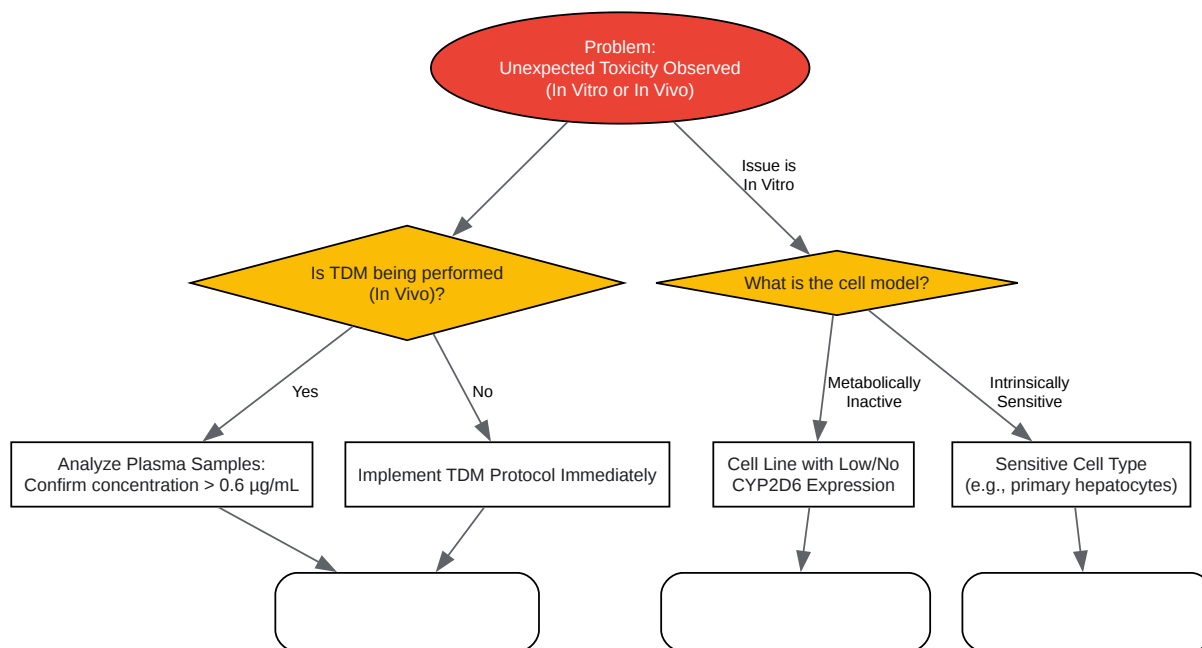 Problem:
Unexpected Toxicity Observed
(In Vitro or In Vivo)
Issue is
In Vitro
Is TDM being performed
(In Vivo)?
What is the cell model?
Yes
No
Metabolically
Inactive
Intrinsically
Sensitive
Analyze Plasma Samples:
Confirm concentration > 0.6 µg/mL
Implement TDM Protocol Immediately
Cell Line with Low/No
CYP2D6 Expression
Sensitive Cell Type
(e.g., primary hepatocytes)